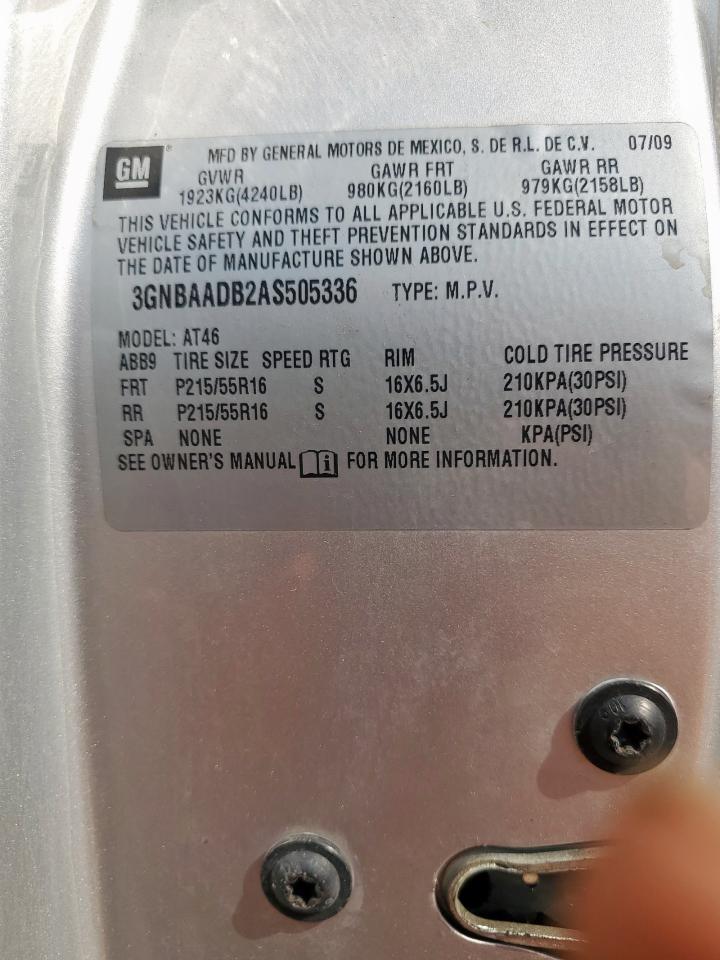 GM MFD BY GENERAL MOTORS DE MEXICO, S. DE R.L. DE C.V. 07/09
GVWR GAWR FRT GAWR RR
1923KG(4240LB) 980KG(2160LB) 979KG(2158LB)
THIS VEHICLE CONFORMS TO ALL APPLICABLE U.S. FEDERAL MOTOR
VEHICLE SAFETY AND THEFT PREVENTION STANDARDS IN EFFECT ON
THE DATE OF MANUFACTURE SHOWN ABOVE.
3GNBAADB2AS505336 TYPE: M.P.V.
MODEL: AT46
ABB9 TIRE SIZE SPEED RTG RIM COLD TIRE PRESSURE
FRT P215/55R16 S 16X6.5J 210KPA(30PSI)
RR P215/55R16 S 16X6.5J 210KPA(30PSI)
SPA NONE NONE KPA(PSI)
SEE OWNER'S MANUAL FOR MORE INFORMATION.